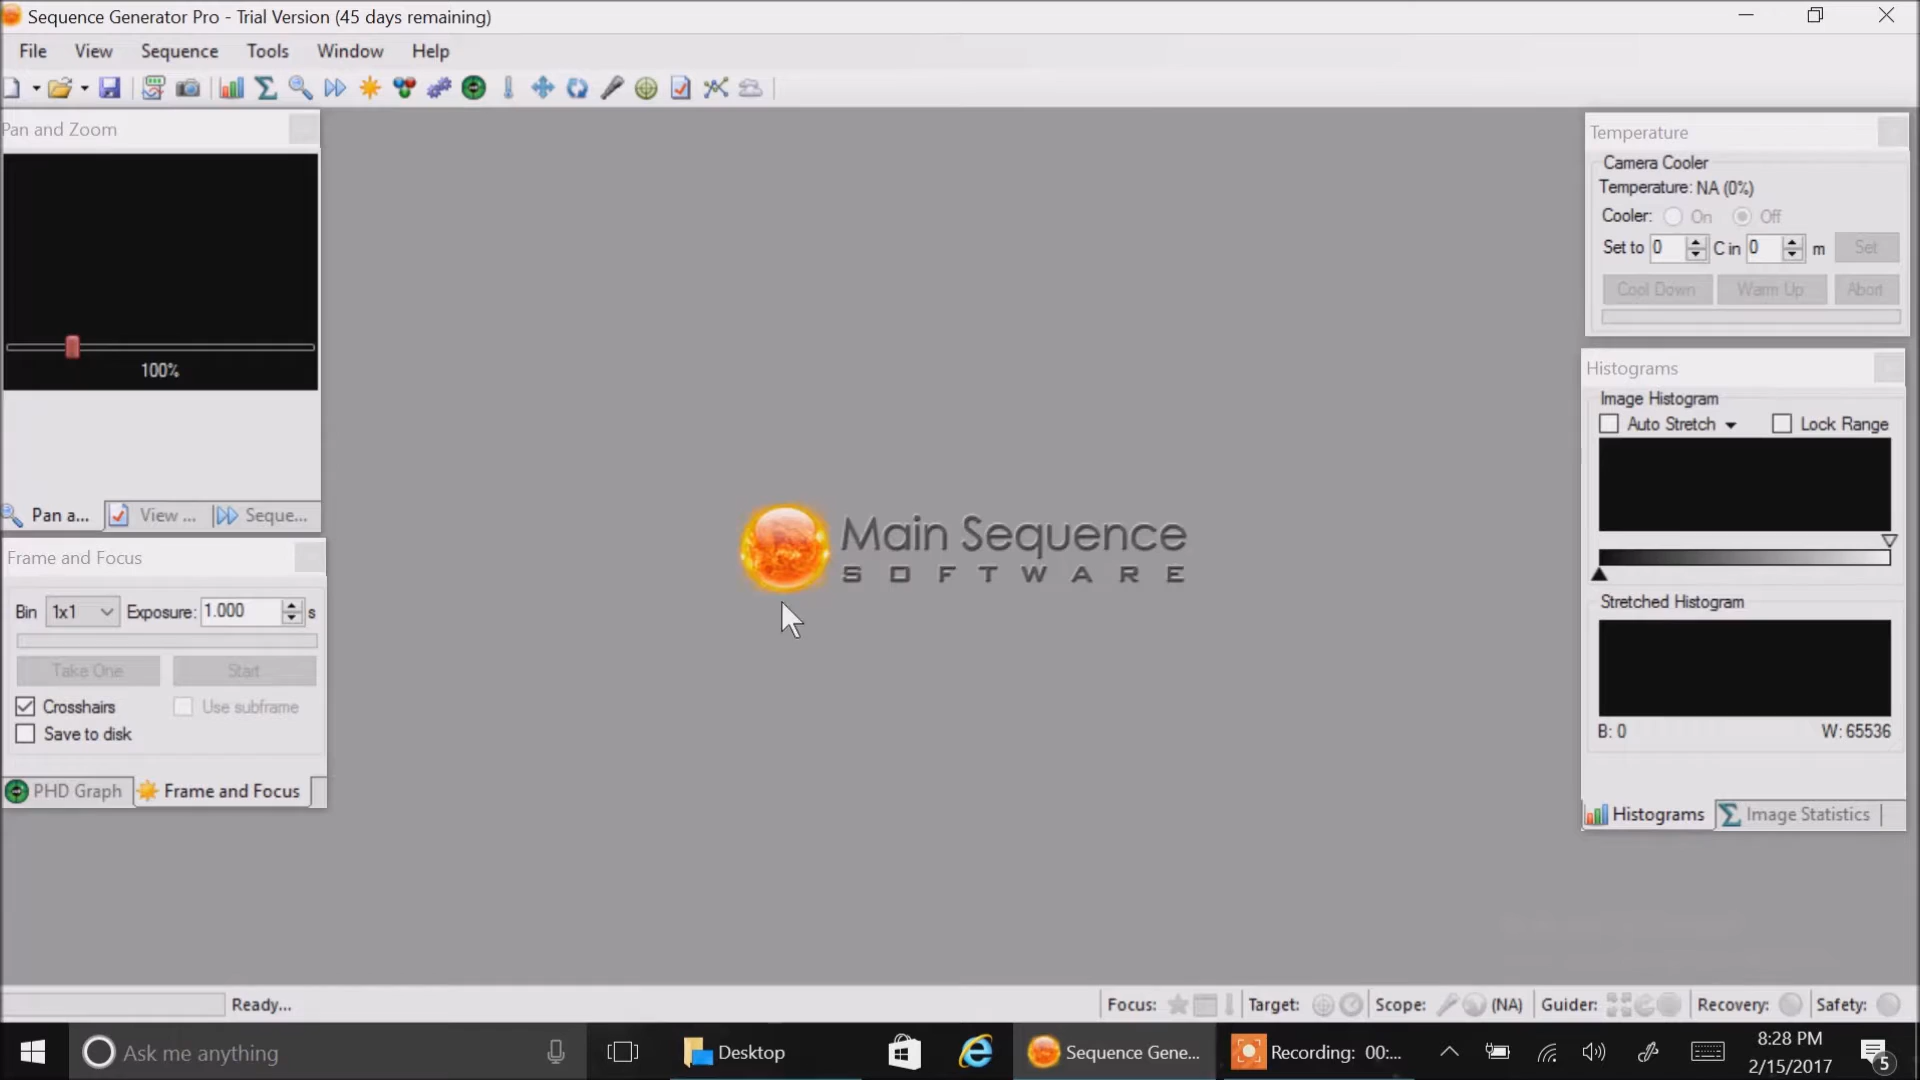 Sequence Generator Pro - Trial Version (45 days remaining)
File View Sequence Tools Window Help
Pan and Zoom
100%
Pan a... View ... Seque...
Frame and Focus
Bin 1x1 Exposure: 1.000 s
Take One Start
Crosshairs Use subframe
Save to disk
PHD Graph Frame and Focus
Main Sequence
SOFTWARE
Temperature
Camera Cooler
Temperature: NA (0%)
Cooler: On Off
Set to 0 C in 0 m Set
Cool Down Warm Up Abort
Histograms
Image Histogram
Auto Stretch Lock Range
Stretched Histogram
B: 0 W: 65536
Histograms Image Statistics
Ready... Focus: Target: Scope: (NA) Guider: Recovery: Safety:
Ask me anything Desktop Sequence Gene... Recording: 00:...
8:28 PM
2/15/2017
5